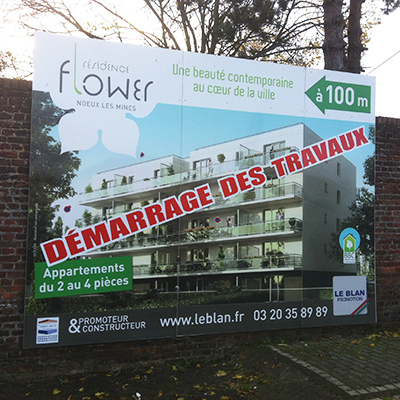 résidence
flower
NOEUX LES MINES
Une beauté contemporaine
au cœur de la ville
à 100 m
DÉMARRAGE DES TRAVAUX
Appartements
du 2 au 4 pièces
PROMOTEUR
& CONSTRUCTEUR
www.leblan.fr 03 20 35 89 89
LE BLAN
PROMOTION